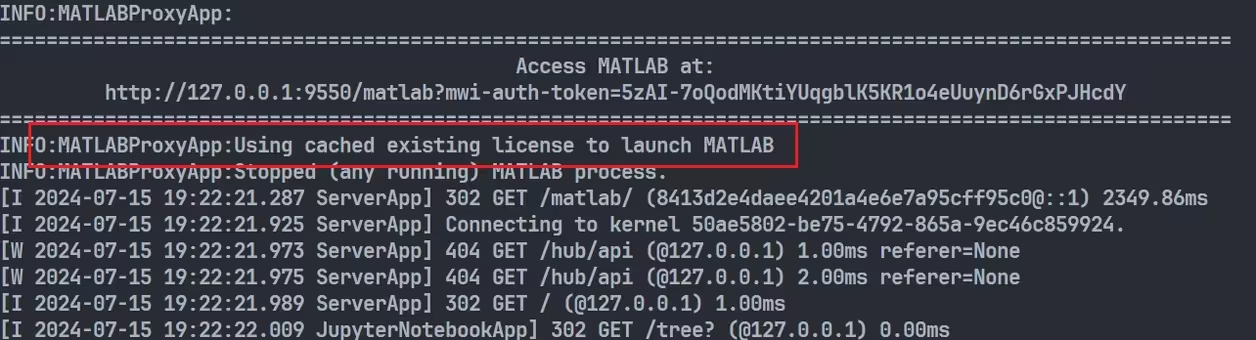 INFO:MATLABProxyApp:
==========================================================================================================
Access MATLAB at:
http://127.0.0.1:9550/matlab?mwi-auth-token=5zAI-7oQodMKtiYUqgblK5KR1o4eUuynD6rGxPJHcdY
==========================================================================================================
INFO:MATLABProxyApp:Using cached existing license to launch MATLAB
INFO:MATLABProxyApp:Stopped (any running) MATLAB process.
[I 2024-07-15 19:22:21.287 ServerApp] 302 GET /matlab/ (8413d2e4daee4201a4e6e7a95cff95c0@::1) 2349.86ms
[I 2024-07-15 19:22:21.925 ServerApp] Connecting to kernel 50ae5802-be75-4792-865a-9ec46c859924.
[W 2024-07-15 19:22:21.973 ServerApp] 404 GET /hub/api (@127.0.0.1) 1.00ms referer=None
[W 2024-07-15 19:22:21.975 ServerApp] 404 GET /hub/api (@127.0.0.1) 2.00ms referer=None
[I 2024-07-15 19:22:21.989 ServerApp] 302 GET / (@127.0.0.1) 1.00ms
[I 2024-07-15 19:22:22.009 JupyterNotebookApp] 302 GET /tree? (@127.0.0.1) 0.00ms